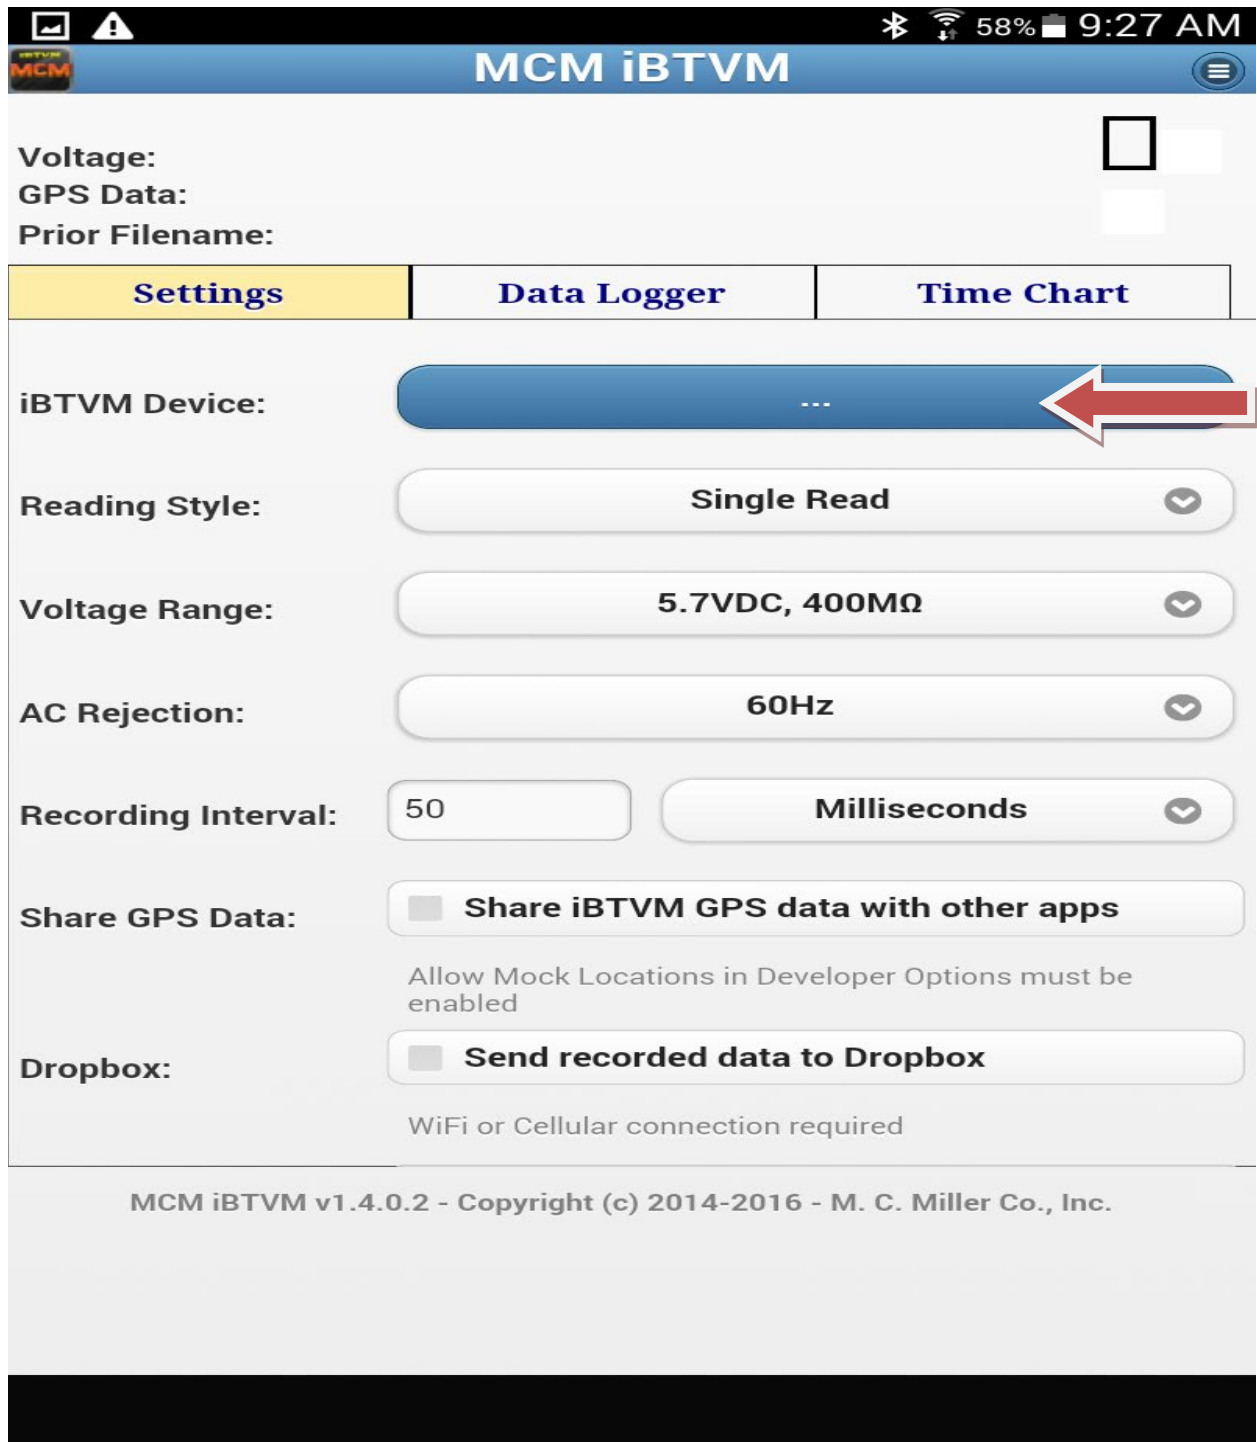 58% 9:27 AM
iBTVM
MCM
MCM iBTVM
Voltage:
GPS Data:
Prior Filename:
Settings Data Logger Time Chart
iBTVM Device: ...
Reading Style: Single Read
Voltage Range: 5.7VDC, 400MΩ
AC Rejection: 60Hz
Recording Interval: 50 Milliseconds
Share GPS Data: Share iBTVM GPS data with other apps
Allow Mock Locations in Developer Options must be
enabled
Dropbox: Send recorded data to Dropbox
WiFi or Cellular connection required
MCM iBTVM v1.4.0.2 - Copyright (c) 2014-2016 - M. C. Miller Co., Inc.